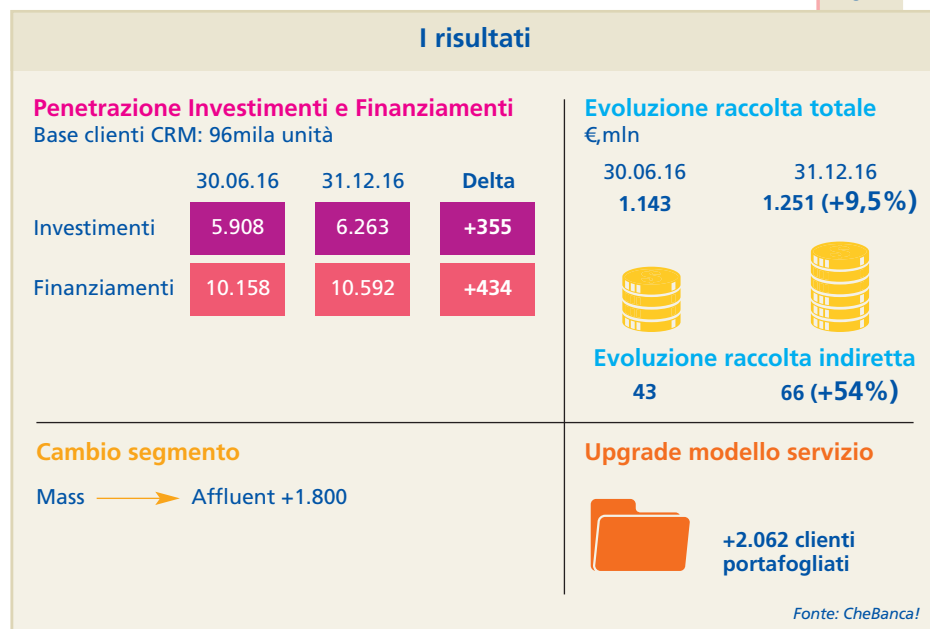 I risultati
Penetrazione Investimenti e Finanziamenti
Base clienti CRM: 96mila unità
30.06.16 31.12.16 Delta
Investimenti 5.908 6.263 +355
Finanziamenti 10.158 10.592 +434
Evoluzione raccolta totale
€,mln
30.06.16 31.12.16
1.143 1.251 (+9,5%)
Evoluzione raccolta indiretta
43 66 (+54%)
Cambio segmento
Mass Affluent +1.800
Upgrade modello servizio
+2.062 clienti
portafogliati
Fonte: CheBanca!